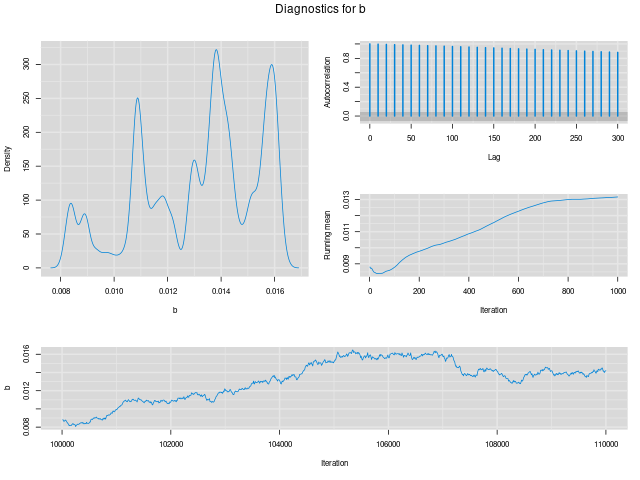 Diagnostics for b
Density
0 50 100 150 200 250 300
0.008 0.010 0.012 0.014 0.016
b
Autocorrelation
0.0 0.4 0.8
0 50 100 150 200 250 300
Lag
Running mean
0.009 0.011 0.013
0 200 400 600 800 1000
Iteration
b
0.008 0.012 0.016
100000 102000 104000 106000 108000 110000
Iteration